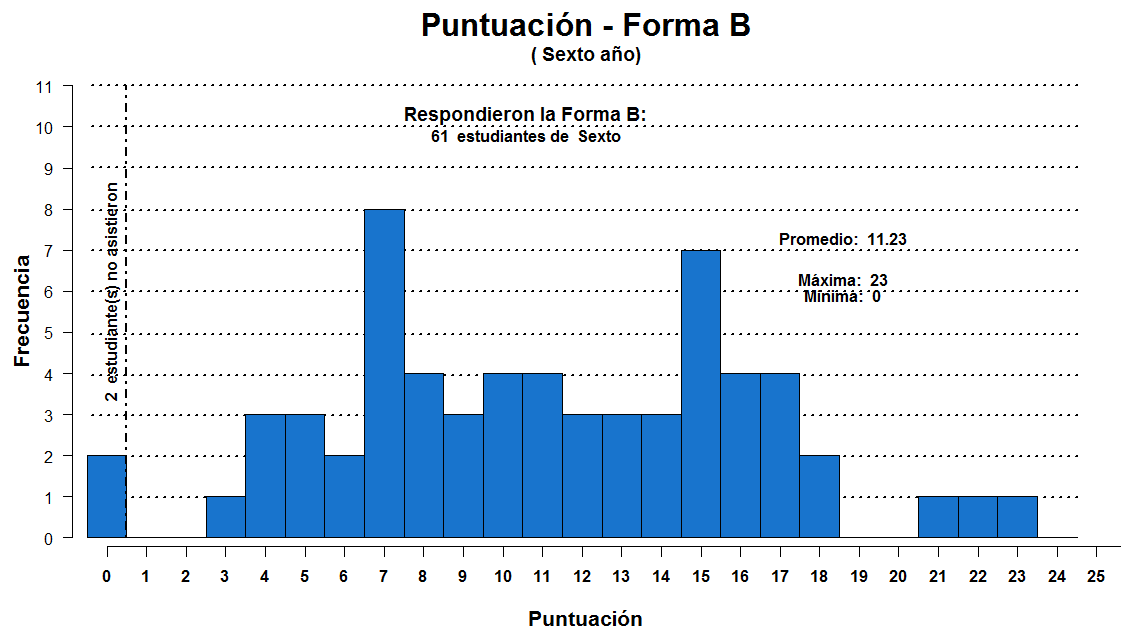 Puntuación - Forma B
( Sexto año)
Respondieron la Forma B:
61 estudiantes de Sexto
2 estudiante(s) no asistieron
Promedio: 11.23
Máxima: 23
Mínima: 0
Frecuencia
11
10
9
8
7
6
5
4
3
2
1
0
0 1 2 3 4 5 6 7 8 9 10 11 12 13 14 15 16 17 18 19 20 21 22 23 24 25
Puntuación